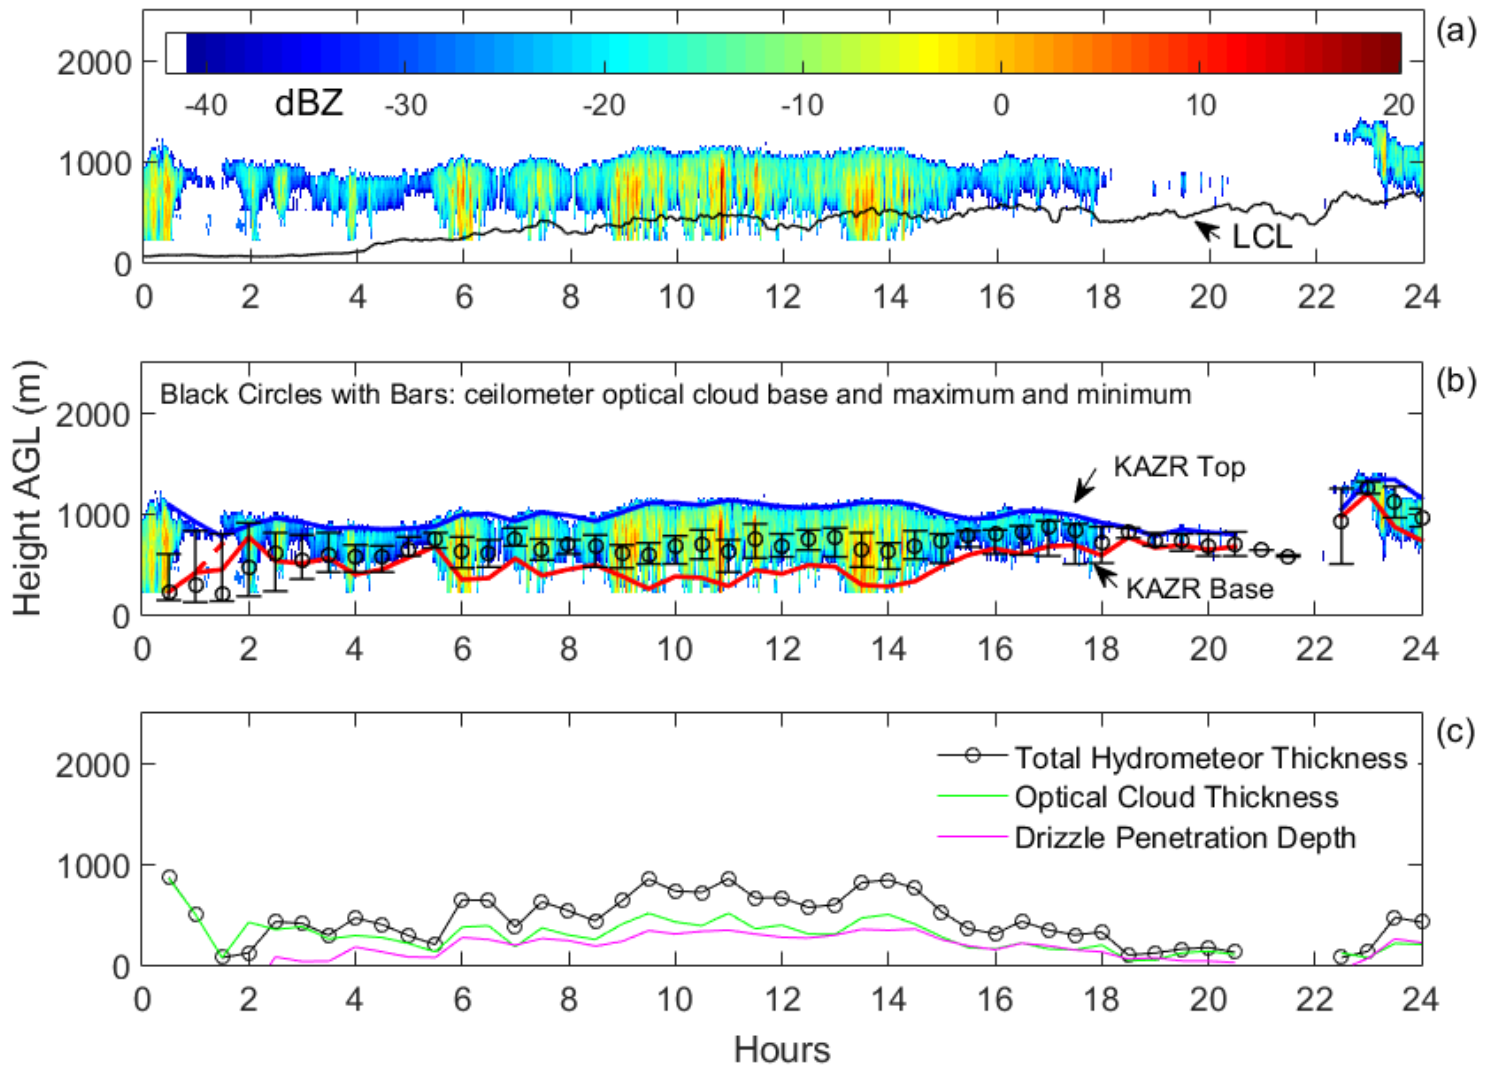 (a)
2000
-40 dBZ -30 -20 -10 0 10 20
1000
LCL
0
0 2 4 6 8 10 12 14 16 18 20 22 24
(b)
Black Circles with Bars: ceilometer optical cloud base and maximum and minimum
2000
KAZR Top
1000
KAZR Base
0
0 2 4 6 8 10 12 14 16 18 20 22 24
Height AGL (m)
(c)
Total Hydrometeor Thickness
2000
Optical Cloud Thickness
Drizzle Penetration Depth
1000
0
0 2 4 6 8 10 12 14 16 18 20 22 24
Hours